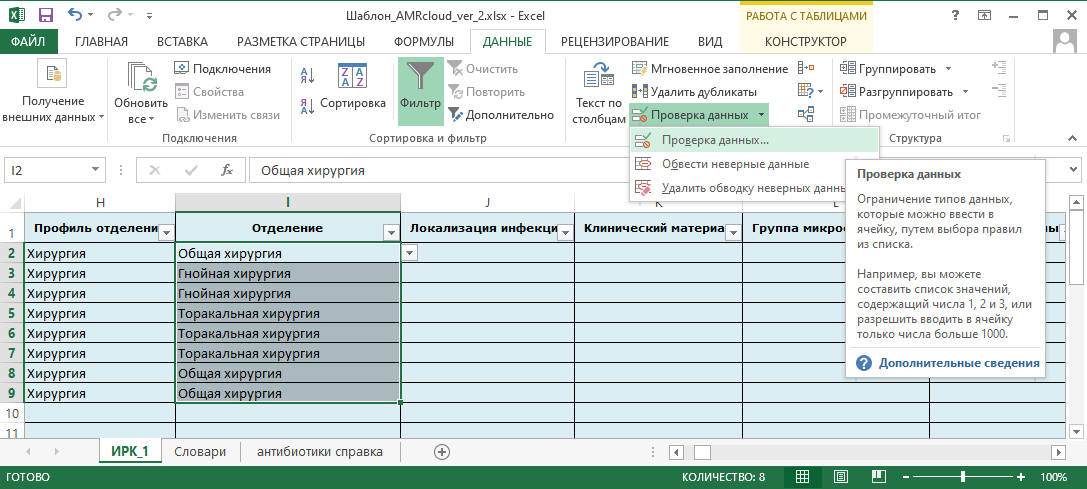 Шаблон_AMRcloud_ver_2.xlsx - Excel
РАБОТА С ТАБЛИЦАМИ
ФАЙЛ ГЛАВНАЯ ВСТАВКА РАЗМЕТКА СТРАНИЦЫ ФОРМУЛЫ ДАННЫЕ РЕЦЕНЗИРОВАНИЕ ВИД КОНСТРУКТОР
Получение внешних данных
Обновить все
Подключения
Свойства
Изменить связи
Подключения
Сортировка
Фильтр
Очистить
Повторить
Дополнительно
Сортировка и фильтр
Текст по столбцам
Мгновенное заполнение
Удалить дубликаты
Проверка данных
Группировать
Разгруппировать
Промежуточный итог
Структура
Проверка данных...
Обвести неверные данные
Удалить обводку неверных данны
Проверка данных
Ограничение типов данных,
которые можно ввести в
ячейку, путем выбора правил
из списка.
Например, вы можете
составить список значений,
содержащий числа 1, 2 и 3, или
разрешить вводить в ячейку
только числа больше 1000.
Дополнительные сведения
I2 fx Общая хирургия
H I J K L
1 Профиль отделени Отделение Локализация инфекци Клинический материа Группа микроо ны
2 Хирургия Общая хирургия
3 Хирургия Гнойная хирургия
4 Хирургия Гнойная хирургия
5 Хирургия Торакальная хирургия
6 Хирургия Торакальная хирургия
7 Хирургия Торакальная хирургия
8 Хирургия Общая хирургия
9 Хирургия Общая хирургия
10
11
ИРК_1 Словари антибиотики справка
ГОТОВО КОЛИЧЕСТВО: 8 100%